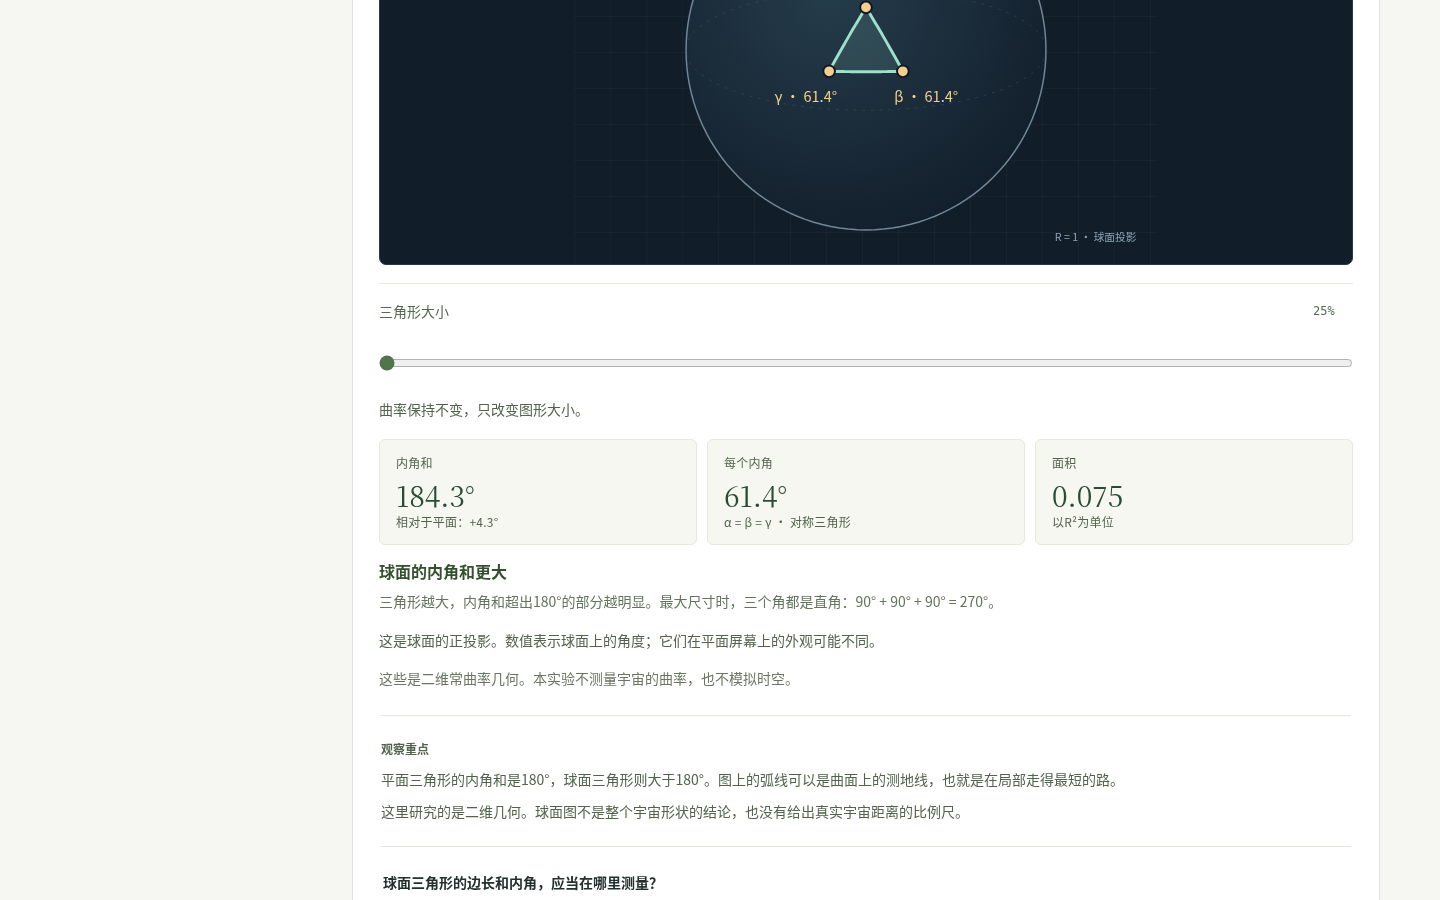 γ · 61.4°
β · 61.4°
R = 1 · 球面投影
三角形大小
25%
曲率保持不变，只改变图形大小。
内角和
184.3°
相对于平面：+4.3°
每个内角
61.4°
α = β = γ · 对称三角形
面积
0.075
以R²为单位
球面的内角和更大
三角形越大，内角和超出180°的部分越明显。最大尺寸时，三个角都是直角：90° + 90° + 90° = 270°。
这是球面的正投影。数值表示球面上的角度；它们在平面屏幕上的外观可能不同。
这些是二维常曲率几何。本实验不测量宇宙的曲率，也不模拟时空。
观察重点
平面三角形的内角和是180°，球面三角形则大于180°。图上的弧线可以是曲面上的测地线，也就是在局部走得最短的路。
这里研究的是二维几何。球面图不是整个宇宙形状的结论，也没有给出真实宇宙距离的比例尺。
球面三角形的边长和内角，应当在哪里测量？